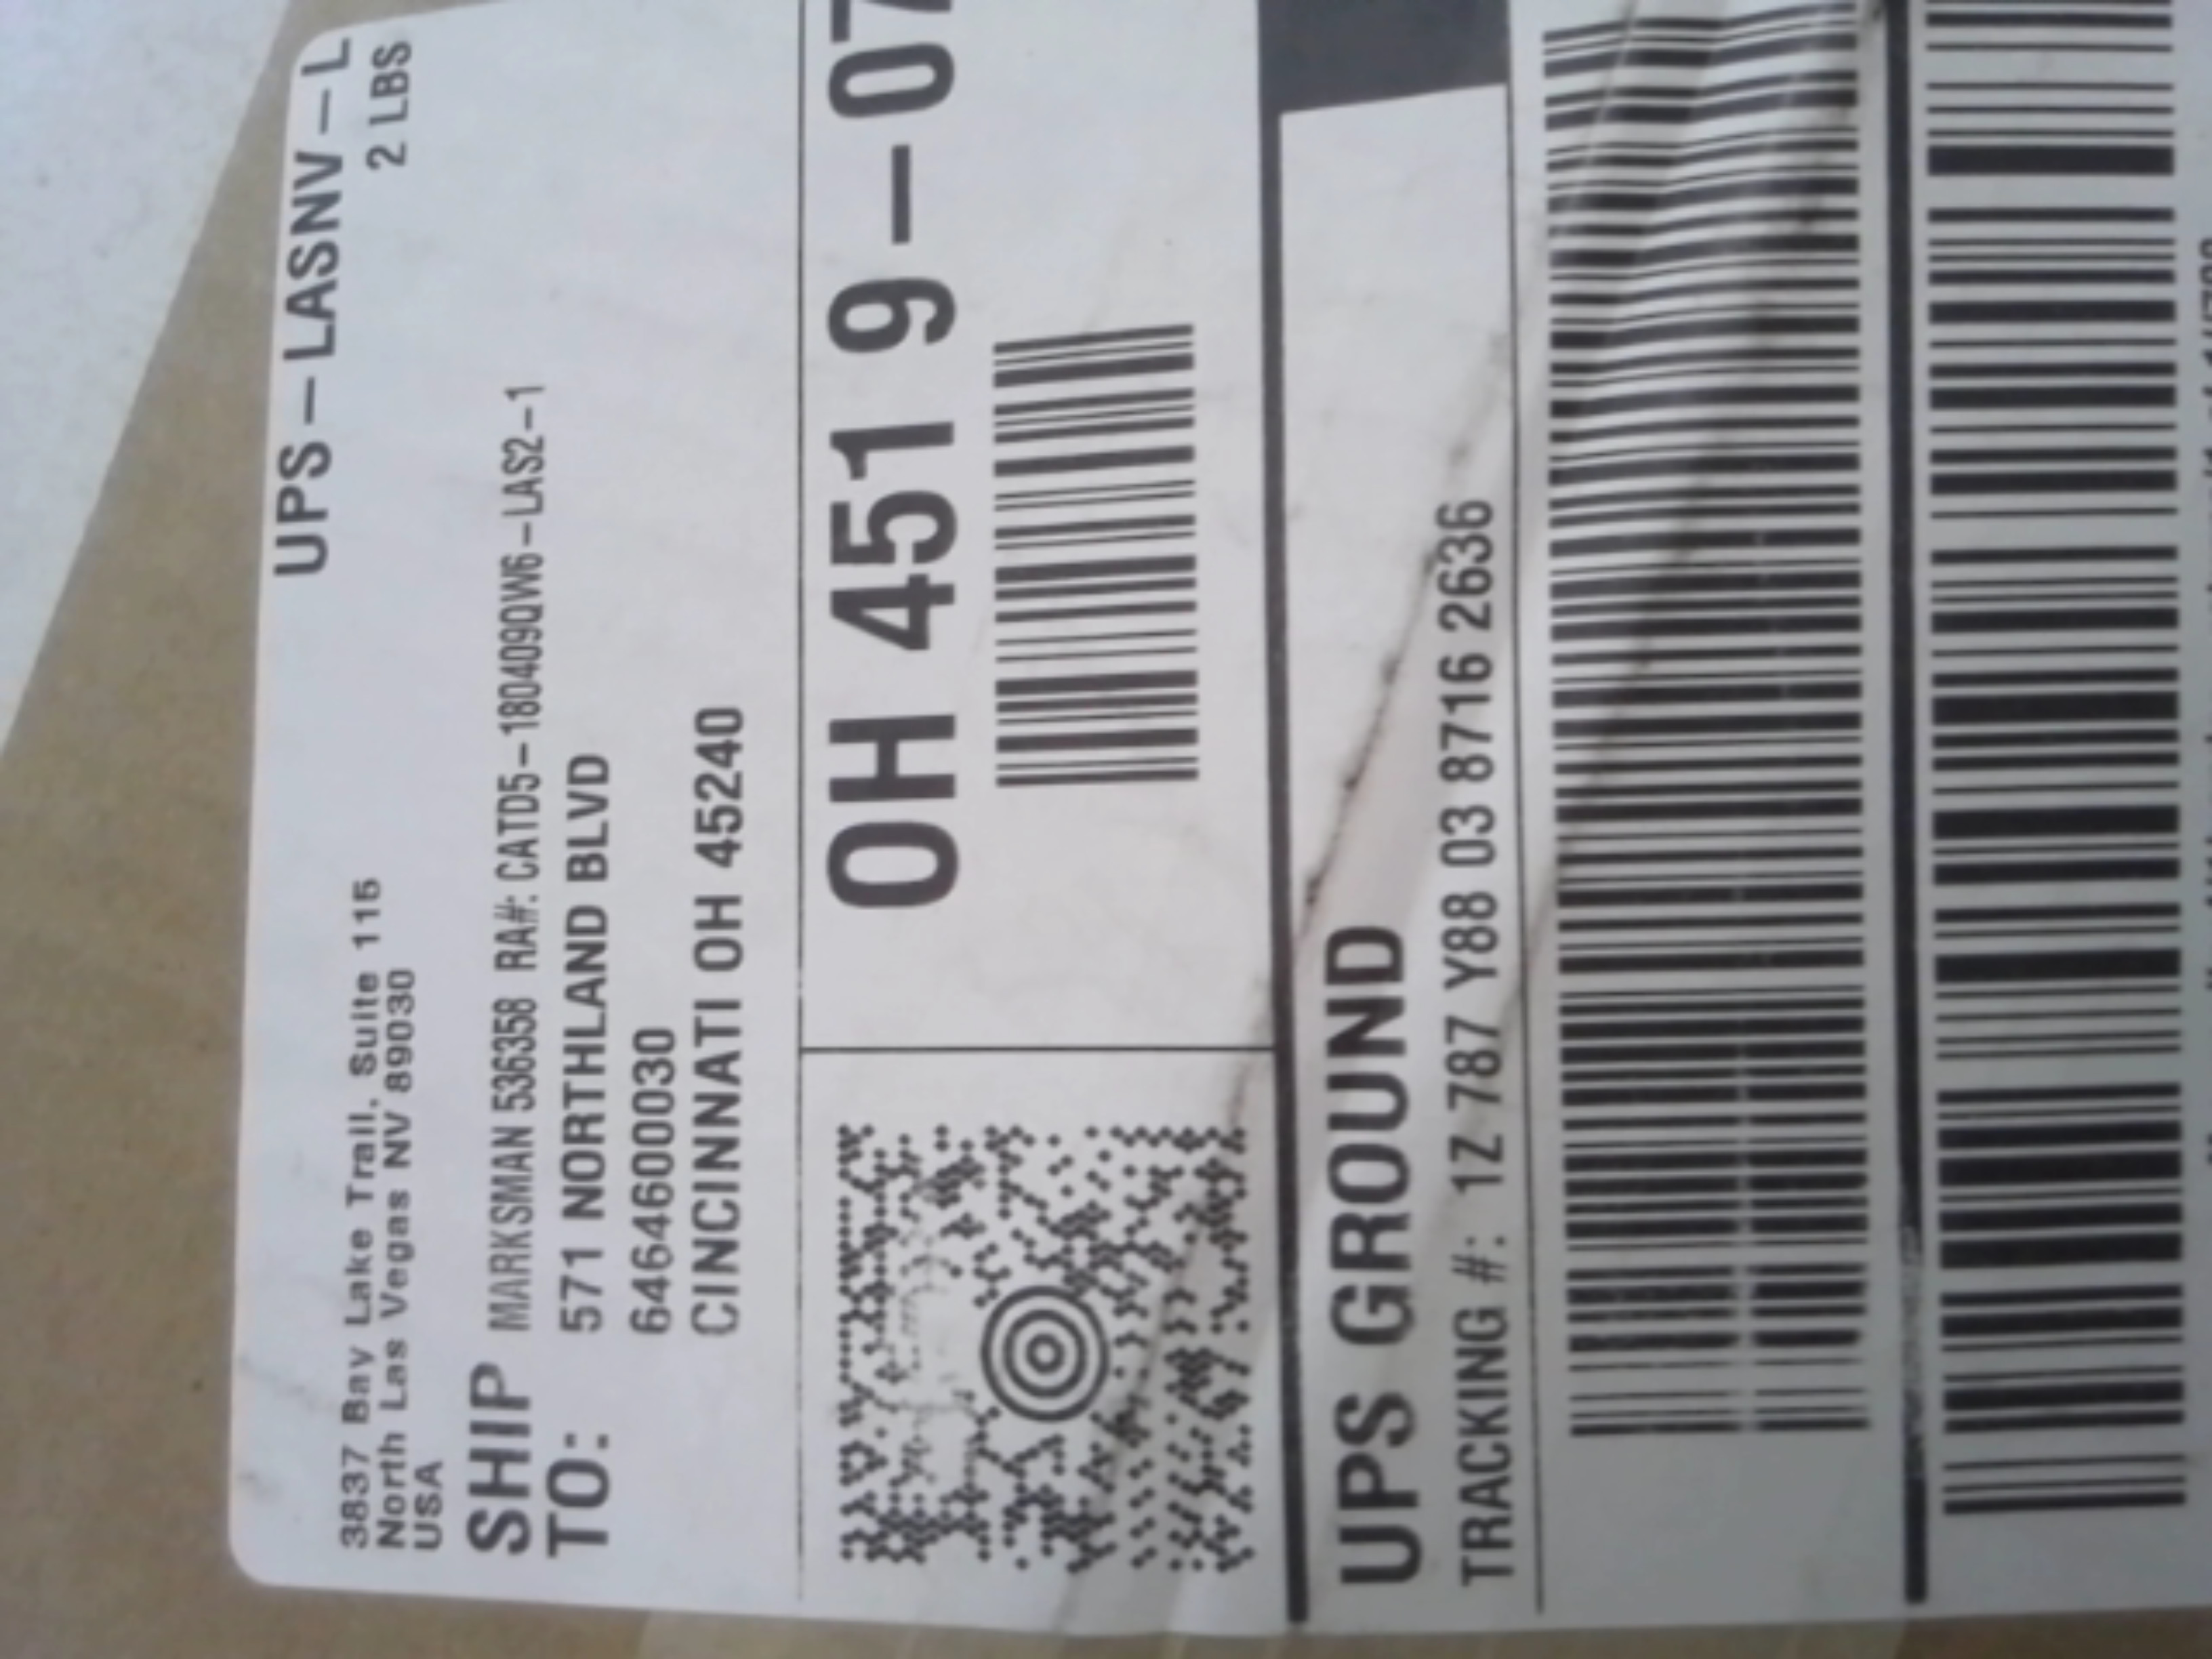 UPS-LASNV-L
2 LBS
3837 Bay Lake Trail, Suite 115
North Las Vegas NV 89030
USA
SHIP
TO:
MARKSMAN 536358 RA#: CATD5-180409QW6-LAS2-1
571 NORTHLAND BLVD
6464600030
CINCINNATI OH 45240
OH 451 9-07
UPS GROUND
TRACKING #: 1Z 787 Y88 03 8716 2636